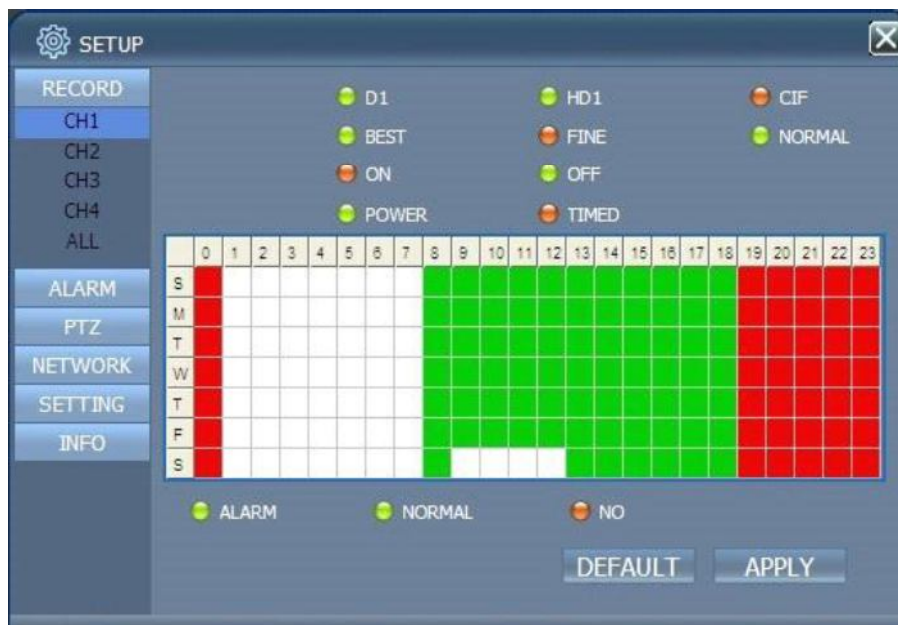 SETUP
RECORD
CH1
CH2
CH3
CH4
ALL
ALARM
PTZ
NETWORK
SETTING
INFO
D1 HD1 CIF
BEST FINE NORMAL
ON OFF
POWER TIMED
0 1 2 3 4 5 6 7 8 9 10 11 12 13 14 15 16 17 18 19 20 21 22 23
S
M
T
W
T
F
S
ALARM NORMAL NO
DEFAULT APPLY